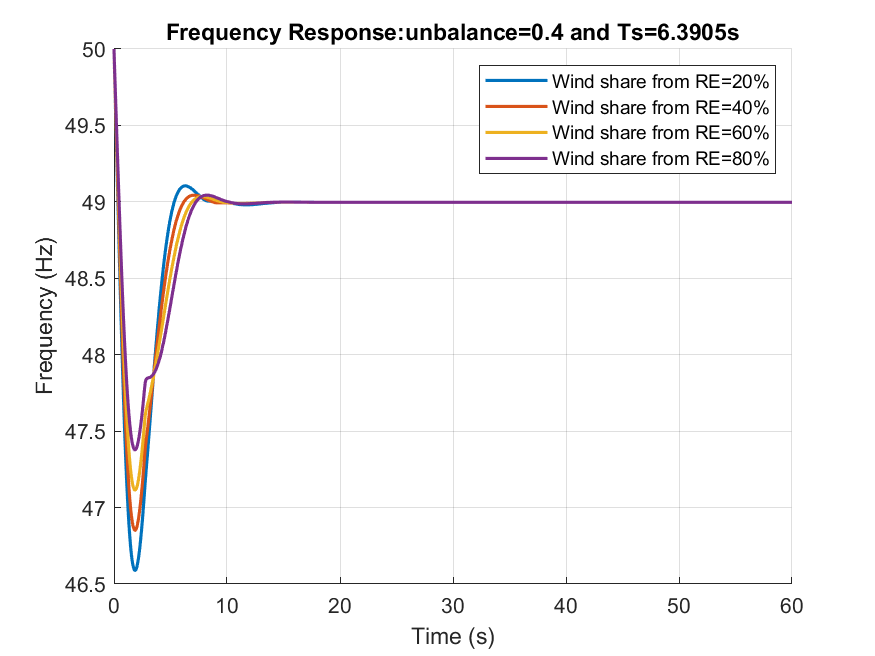 Frequency Response:unbalance=0.4 and Ts=6.3905s
50
49.5
49
48.5
48
47.5
47
46.5
Frequency (Hz)
Wind share from RE=20%
Wind share from RE=40%
Wind share from RE=60%
Wind share from RE=80%
0 10 20 30 40 50 60
Time (s)